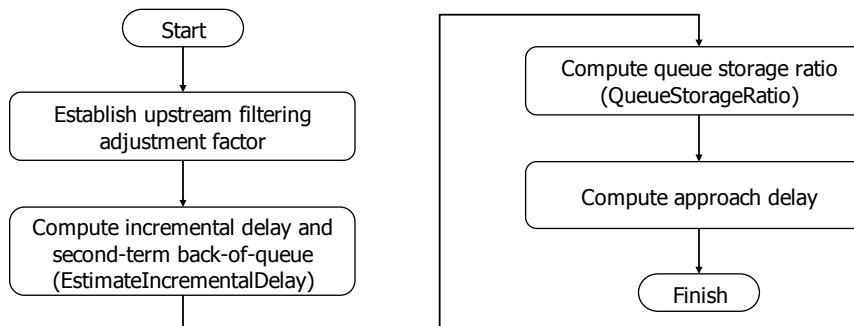 Start
Establish upstream filtering
adjustment factor
Compute incremental delay and
second-term back-of-queue
(EstimateIncrementalDelay)
Compute queue storage ratio
(QueueStorageRatio)
Compute approach delay
Finish